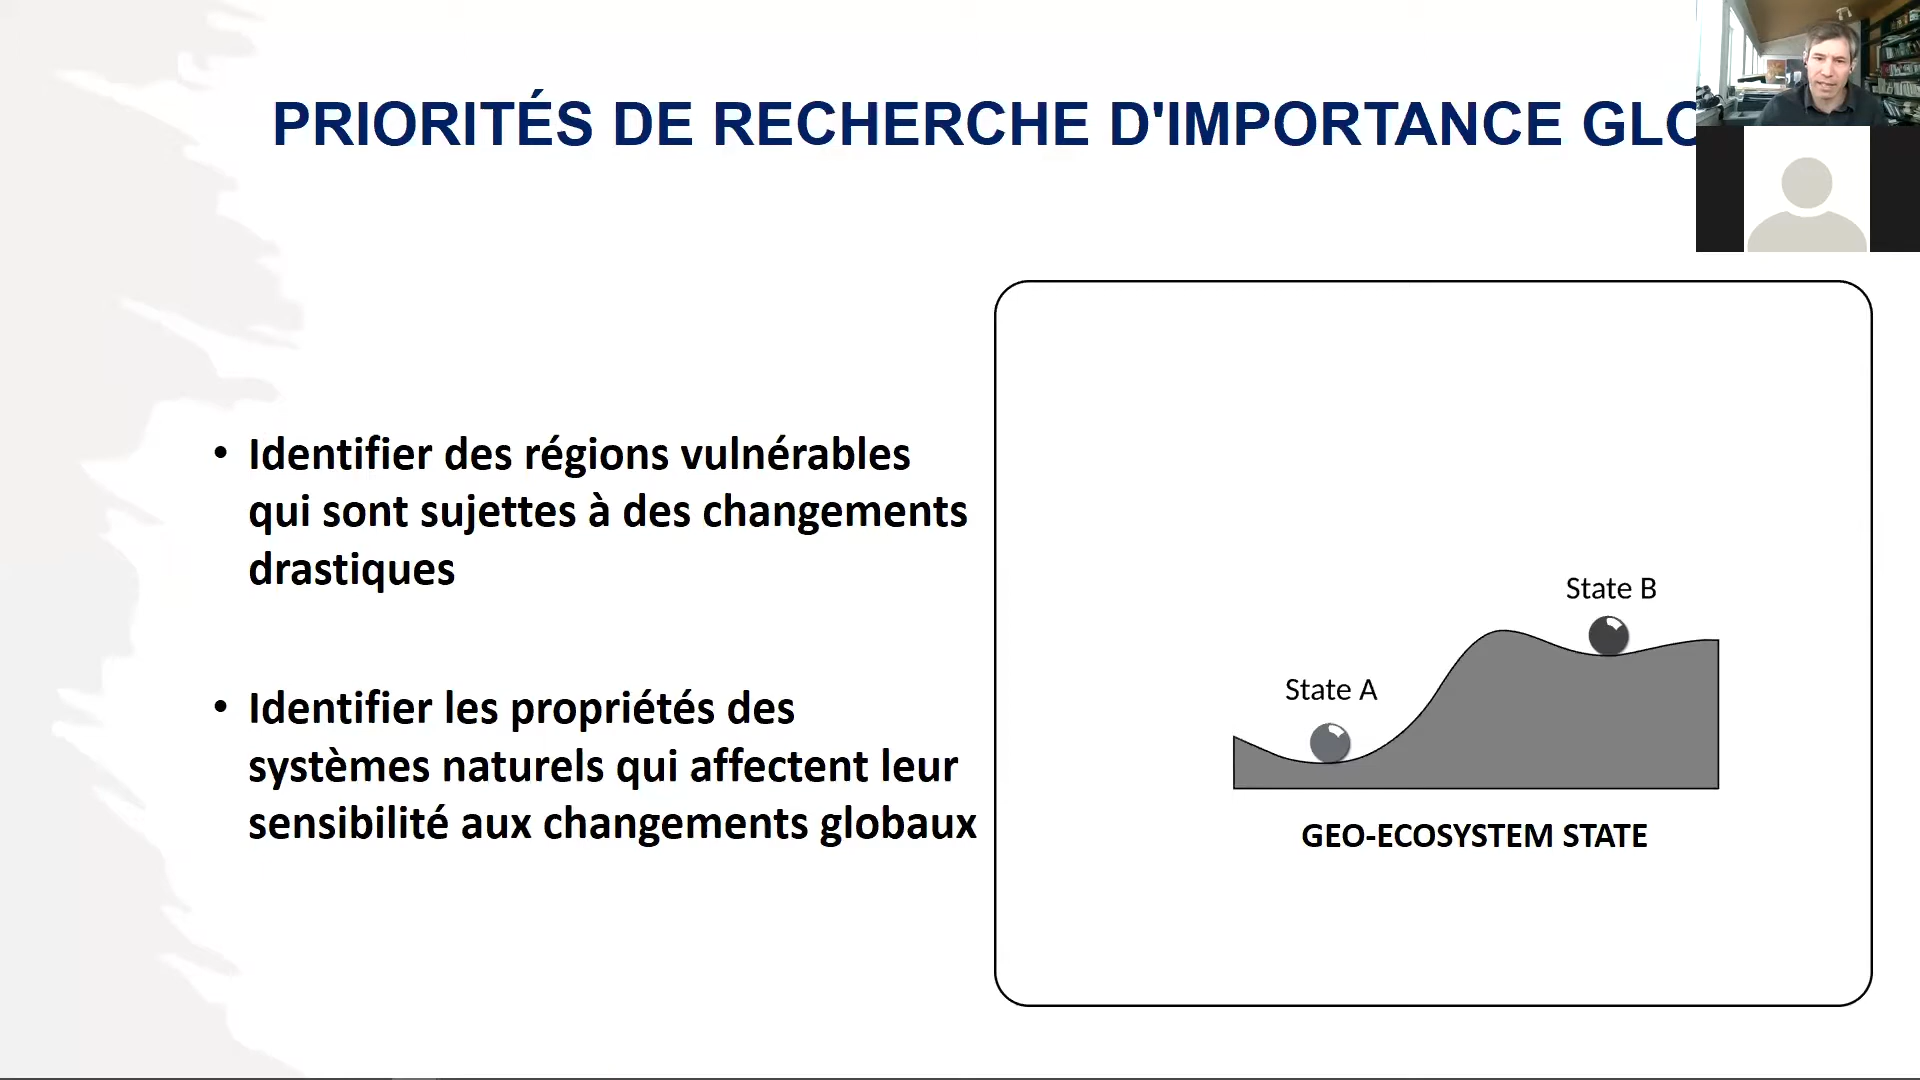 PRIORITÉS DE RECHERCHE D'IMPORTANCE GLO
• Identifier des régions vulnérables
qui sont sujettes à des changements
drastiques
• Identifier les propriétés des
systèmes naturels qui affectent leur
sensibilité aux changements globaux
State B
State A
GEO-ECOSYSTEM STATE